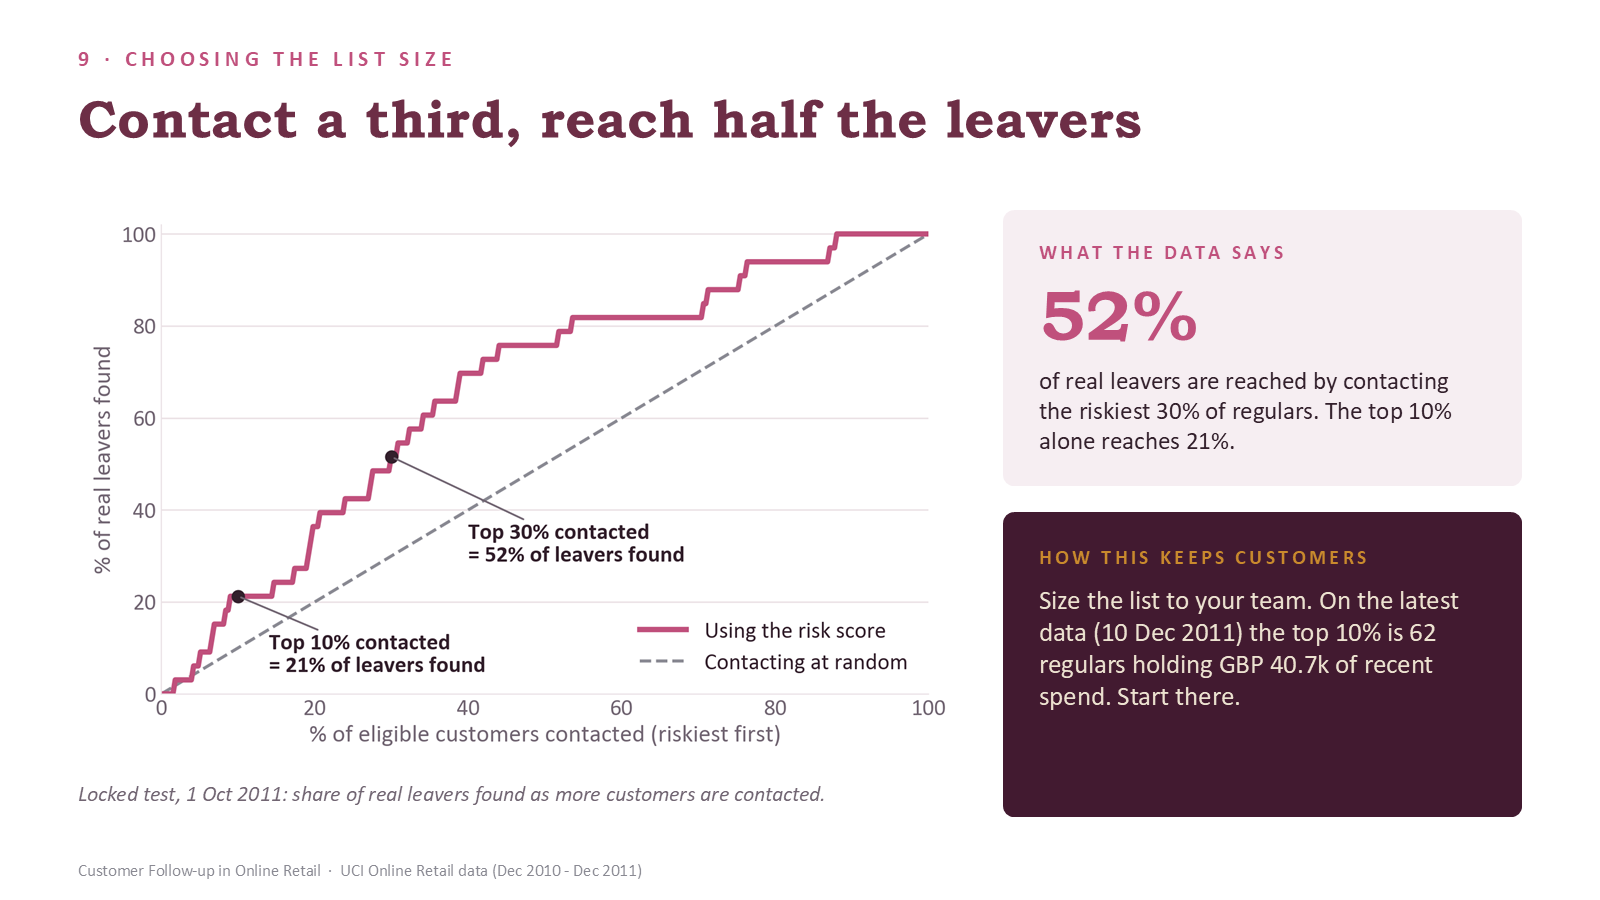 9 · CHOOSING THE LIST SIZE
Contact a third, reach half the leavers
100
80
60
40
20
0
% of real leavers found
Top 30% contacted
= 52% of leavers found
Top 10% contacted
= 21% of leavers found
Using the risk score
Contacting at random
0 20 40 60 80 100
% of eligible customers contacted (riskiest first)
Locked test, 1 Oct 2011: share of real leavers found as more customers are contacted.
WHAT THE DATA SAYS
52%
of real leavers are reached by contacting
the riskiest 30% of regulars. The top 10%
alone reaches 21%.
HOW THIS KEEPS CUSTOMERS
Size the list to your team. On the latest
data (10 Dec 2011) the top 10% is 62
regulars holding GBP 40.7k of recent
spend. Start there.
Customer Follow-up in Online Retail · UCI Online Retail data (Dec 2010 - Dec 2011)